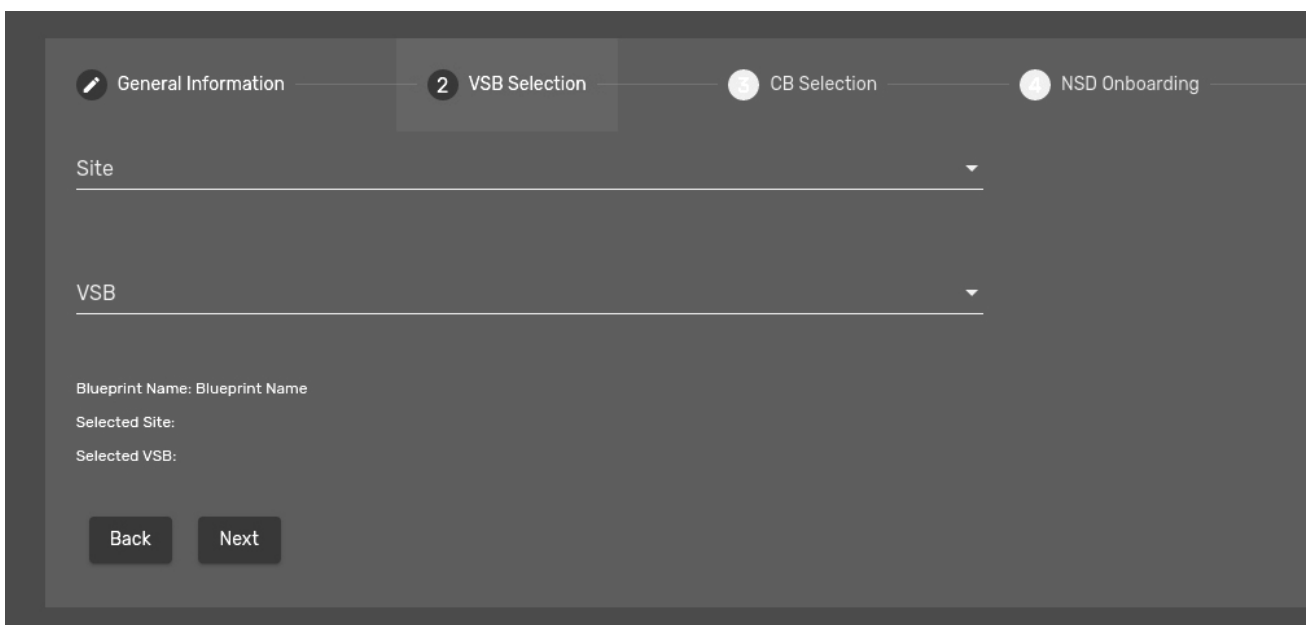 General Information 2 VSB Selection 3 CB Selection 4 NSD Onboarding
Site
VSB
Blueprint Name: Blueprint Name
Selected Site:
Selected VSB:
Back Next